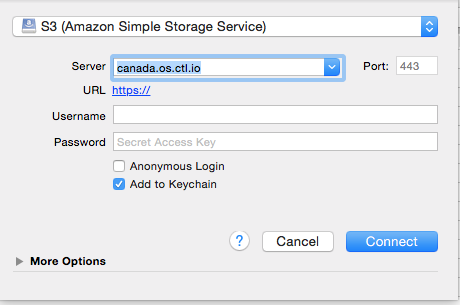 S3 (Amazon Simple Storage Service)
Server canada.os.ctl.io Port: 443
URL https://
Username
Password Secret Access Key
Anonymous Login
Add to Keychain
? Cancel Connect
More Options